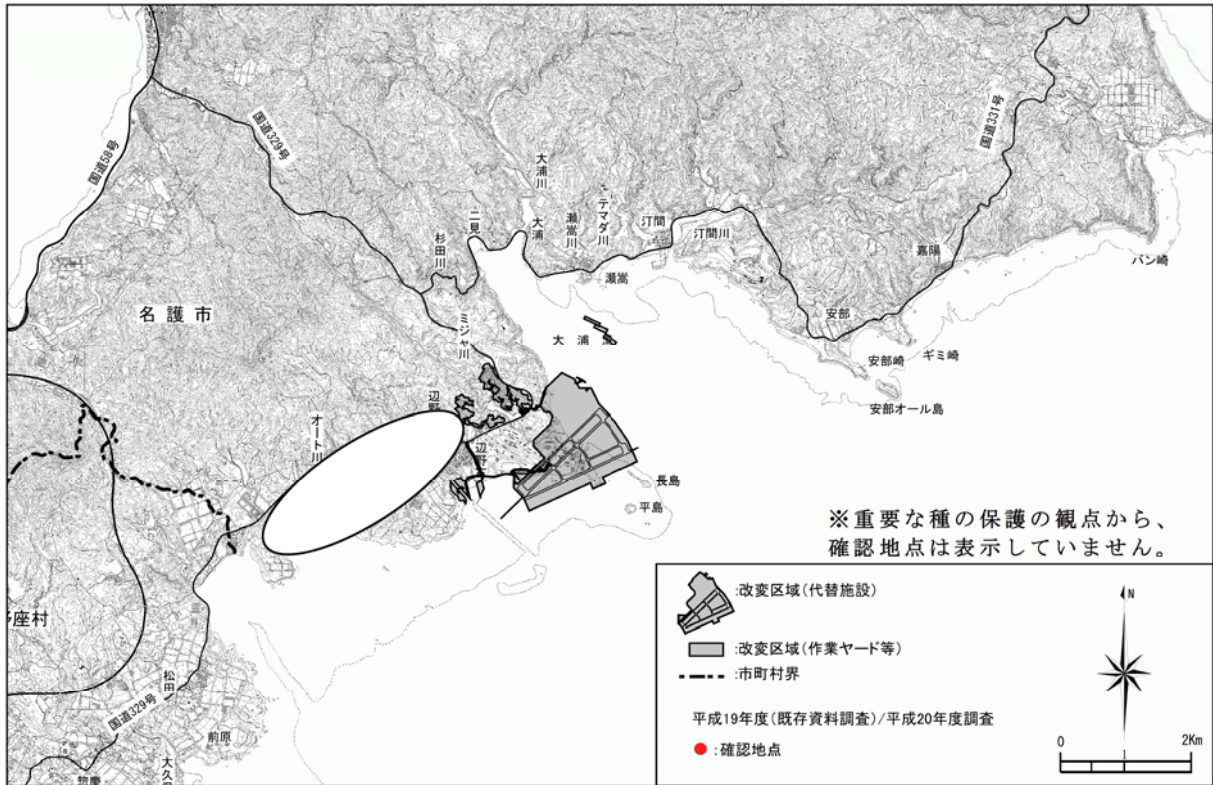 国道58号
国道329号
国道331号
大浦川
大浦
二見
杉田川
瀬嵩川
テマダ川
汀間
汀間川
瀬嵩
嘉陽
バン崎
安部
安部崎
ギミ崎
安部オール島
名護市
ミジャ川
大浦
辺野
辺野
オート川
長島
平島
座村
松田
国道329号
前原
惣慶
※重要な種の保護の観点から、
確認地点は表示していません。
:改変区域(代替施設)
:改変区域(作業ヤード等)
:市町村界
平成19年度(既存資料調査)/平成20年度調査
:確認地点
N
0 1 2Km